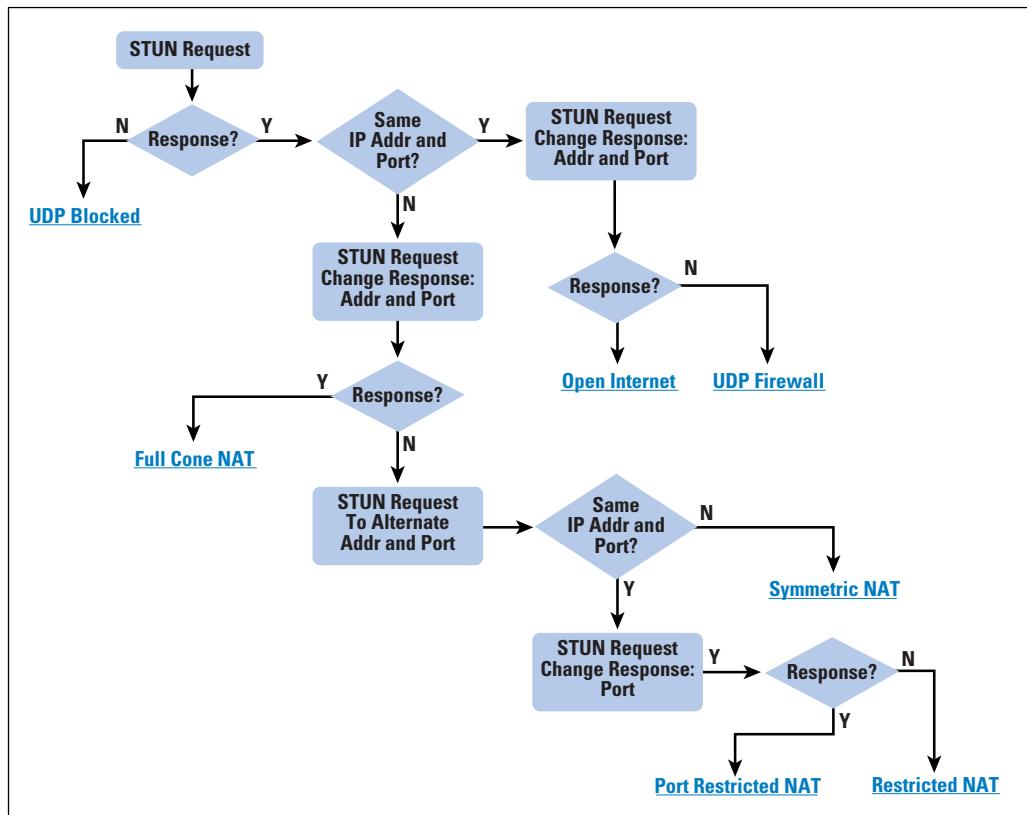 STUN Request
N
Response?
Y
Same
IP Addr and
Port?
Y
STUN Request
Change Response:
Addr and Port
UDP Blocked
N
STUN Request
Change Response:
Addr and Port
Response?
N
Open Internet
UDP Firewall
Y
Response?
N
Full Cone NAT
STUN Request
To Alternate
Addr and Port
Same
IP Addr and
Port?
N
Symmetric NAT
Y
STUN Request
Change Response:
Port
Y
Response?
N
Y
Port Restricted NAT
Restricted NAT